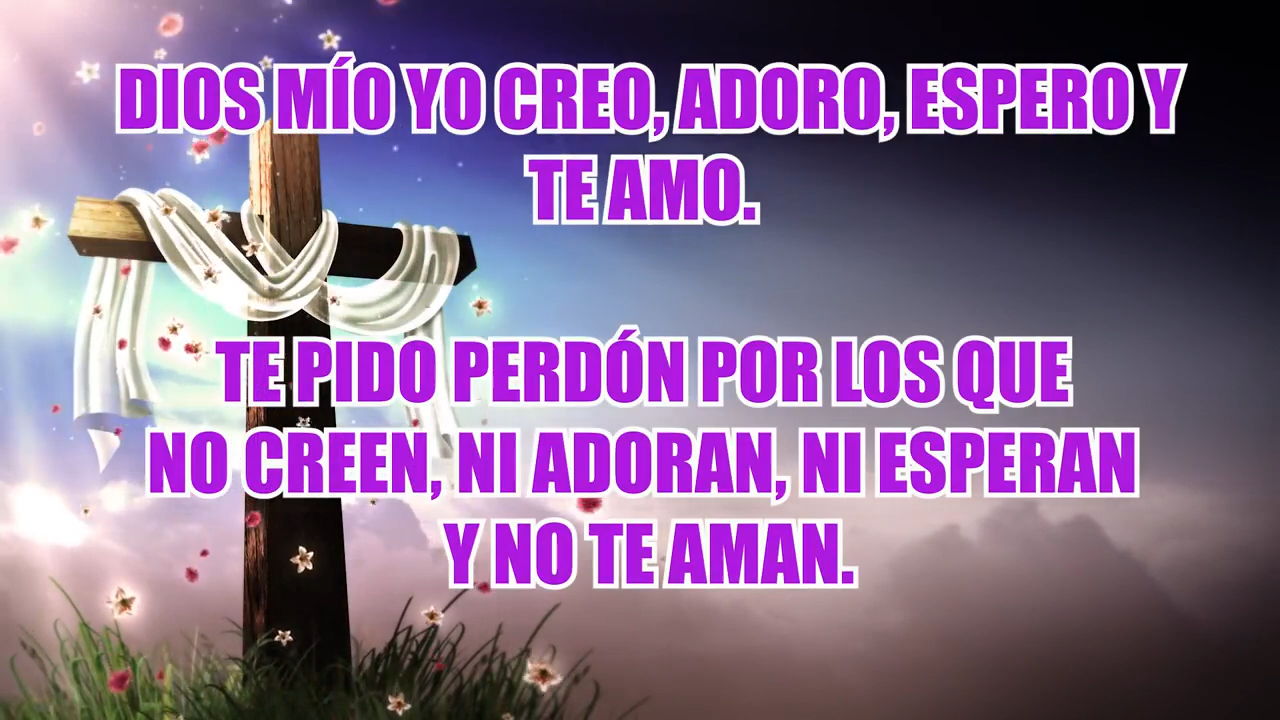 DIOS MÍO YO CREO, ADORO, ESPERO Y
TE AMO.
TE PIDO PERDÓN POR LOS QUE
NO CREEN, NI ADORAN, NI ESPERAN
Y NO TE AMAN.